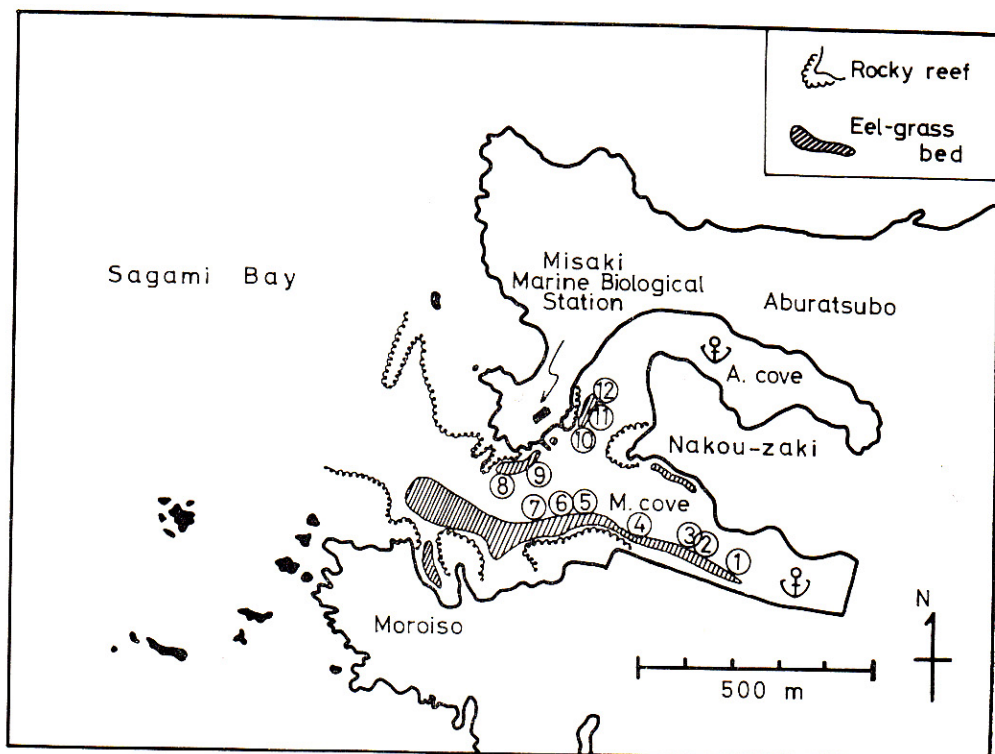 Rocky reef
Eel-grass
bed
Sagami Bay
Misaki
Marine Biological
Station
Aburatsubo
A. cove
12
11
10
Nakou-zaki
9
8
M. cove
7 6 5 4 3 2 1
Moroiso
N
500 m